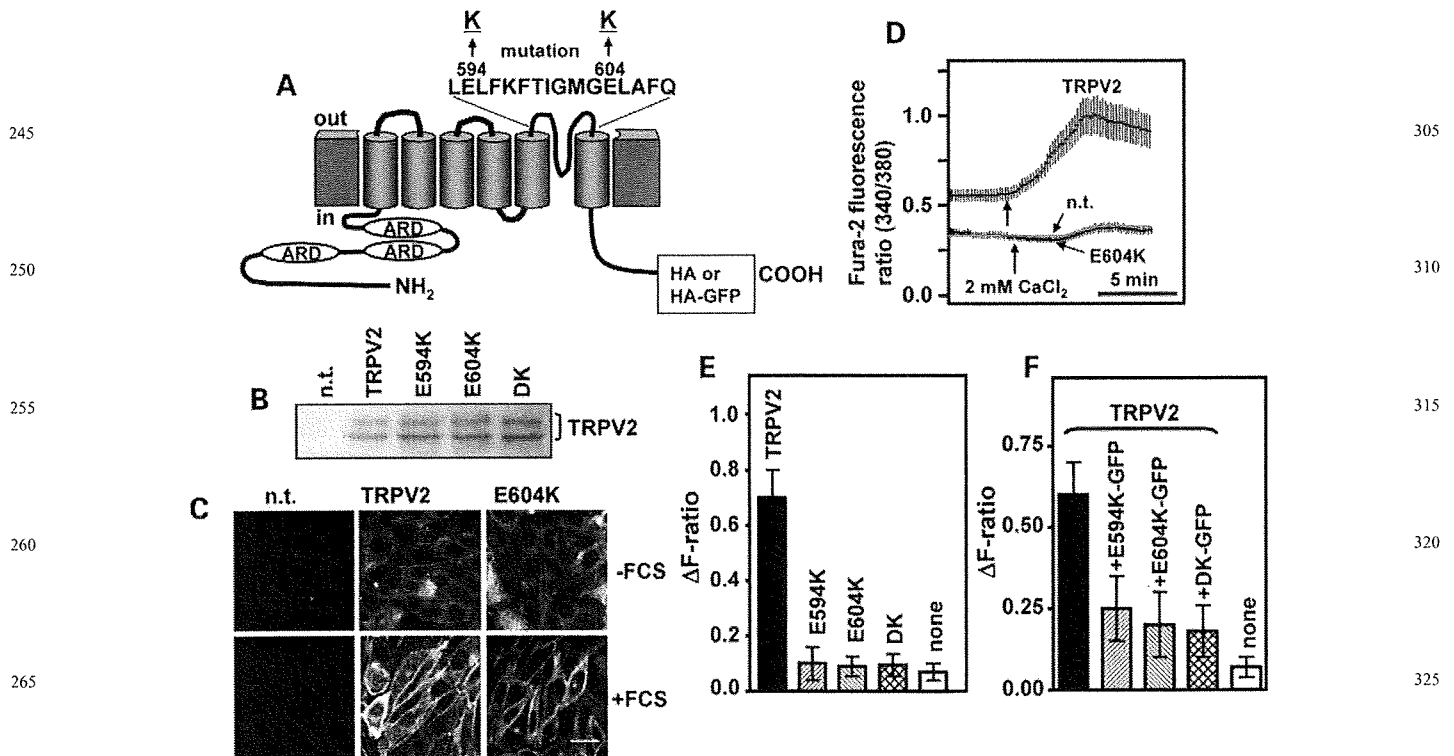 245
250
255
260
265
A
K K
mutation
594 604
LELFKFTIGMGELAFQ
out
in
ARD
ARD ARD
NH2
HA or
HA-GFP
COOH
B
n.t. TRPV2 E594K E604K DK
TRPV2
C
n.t. TRPV2 E604K
-FCS
+FCS
D
Fura-2 fluorescence
ratio (340/380)
1.0
0.5
0.0
TRPV2
n.t.
E604K
2 mM CaCl2
5 min
E
ΔF-ratio
1.0
0.8
0.6
0.4
0.2
0.0
TRPV2 E594K E604K DK none
F
TRPV2
ΔF-ratio
0.75
0.50
0.25
0.00
+E594K-GFP +E604K-GFP +DK-GFP none
305
310
315
320
325